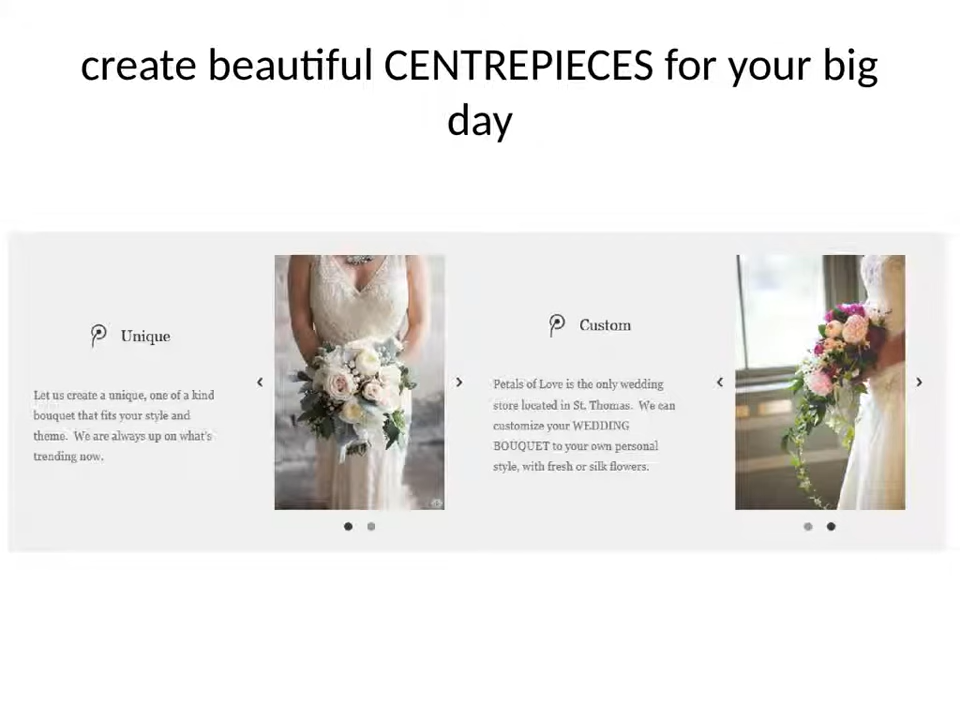 create beautiful CENTREPIECES for your big
day
Unique
Let us create a unique, one of a kind
bouquet that fits your style and
theme.  We are always up on what's
trending now.
Custom
Petals of Love is the only wedding
store located in St. Thomas.  We can
customize your WEDDING
BOUQUET to your own personal
style, with fresh or silk flowers.